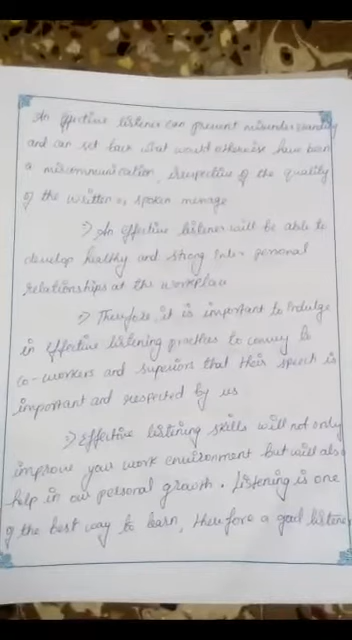 An effective listener can prevent misunderstanding
and can set back what would otherwise have been
a miscommunication, irrespective of the quality
of the written or spoken message
=) An effective listener will be able to
develop healthy and strong Inter personal
relationships at the workplace
=) Therefore, it is important to Indulge
in effective listening practices to convey to
co-workers and superiors that their speech is
important and respected by us
=) Effective listening skills will not only
improve your work environment but will also
help in our personal growth. Listening is one
of the best way to learn, therefore a good listener